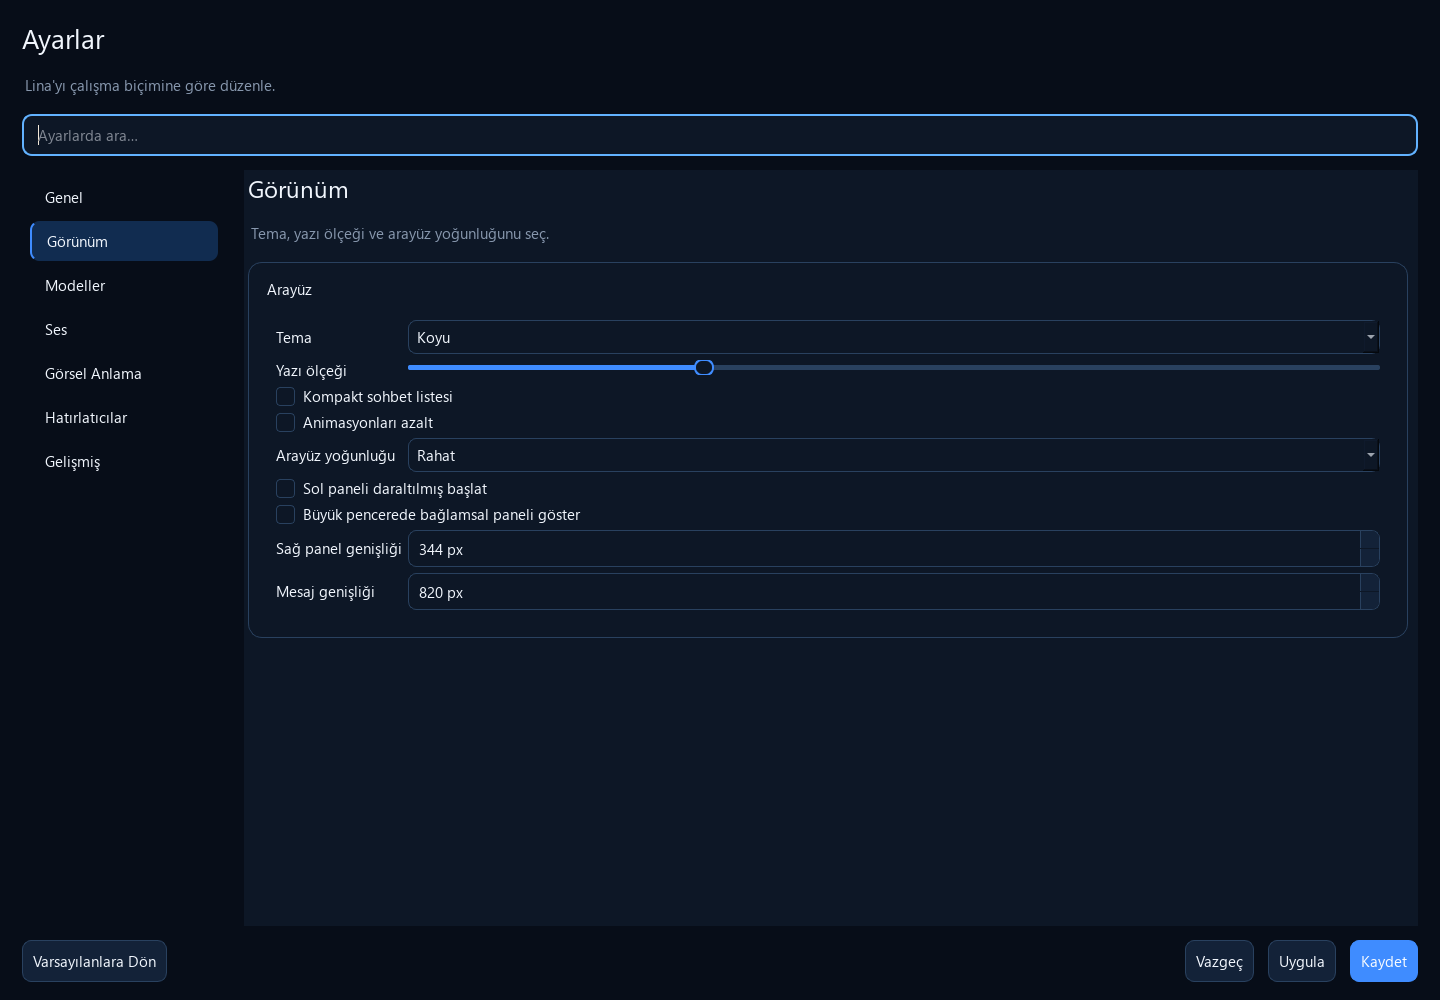 Ayarlar
Lina'yı çalışma biçimine göre düzenle.
Ayarlarda ara...
Genel
Görünüm
Modeller
Ses
Görsel Anlama
Hatırlatıcılar
Gelişmiş
Görünüm
Tema, yazı ölçeği ve arayüz yoğunluğunu seç.
Arayüz
Tema Koyu
Yazı ölçeği
Kompakt sohbet listesi
Animasyonları azalt
Arayüz yoğunluğu Rahat
Sol paneli daraltılmış başlat
Büyük pencerede bağlamsal paneli göster
Sağ panel genişliği 344 px
Mesaj genişliği 820 px
Varsayılanlara Dön Vazgeç Uygula Kaydet